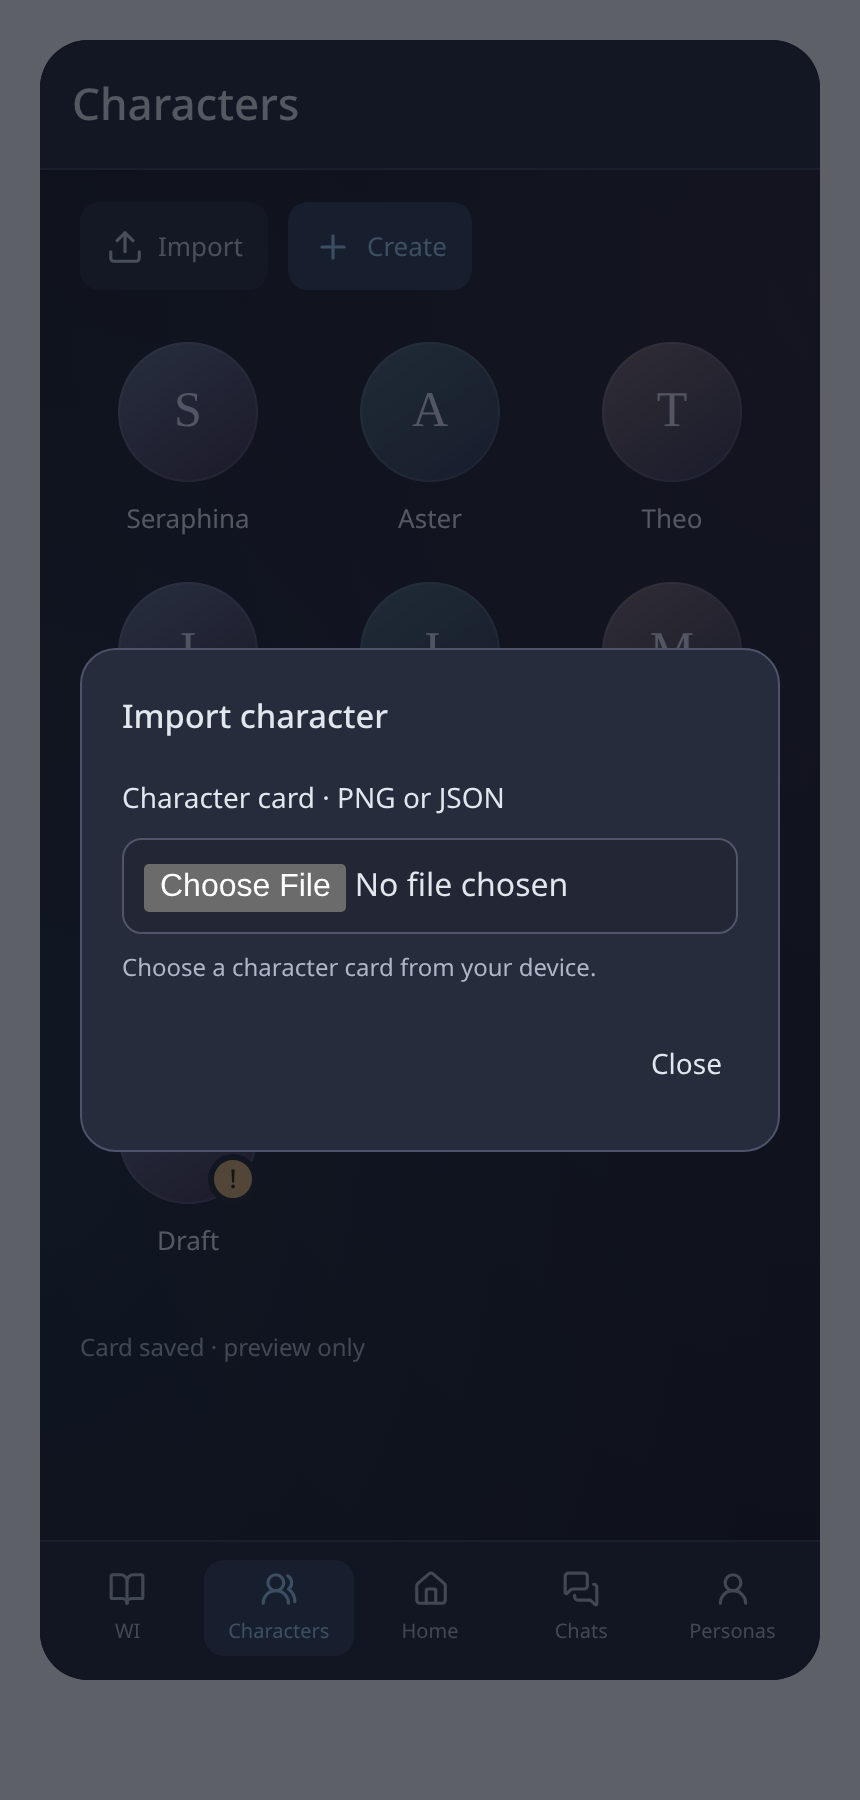 Characters
Import
Create
S
A
T
Seraphina
Aster
Theo
M
Import character
Character card · PNG or JSON
Choose File No file chosen
Choose a character card from your device.
Close
!
Draft
Card saved · preview only
WI
Characters
Home
Chats
Personas